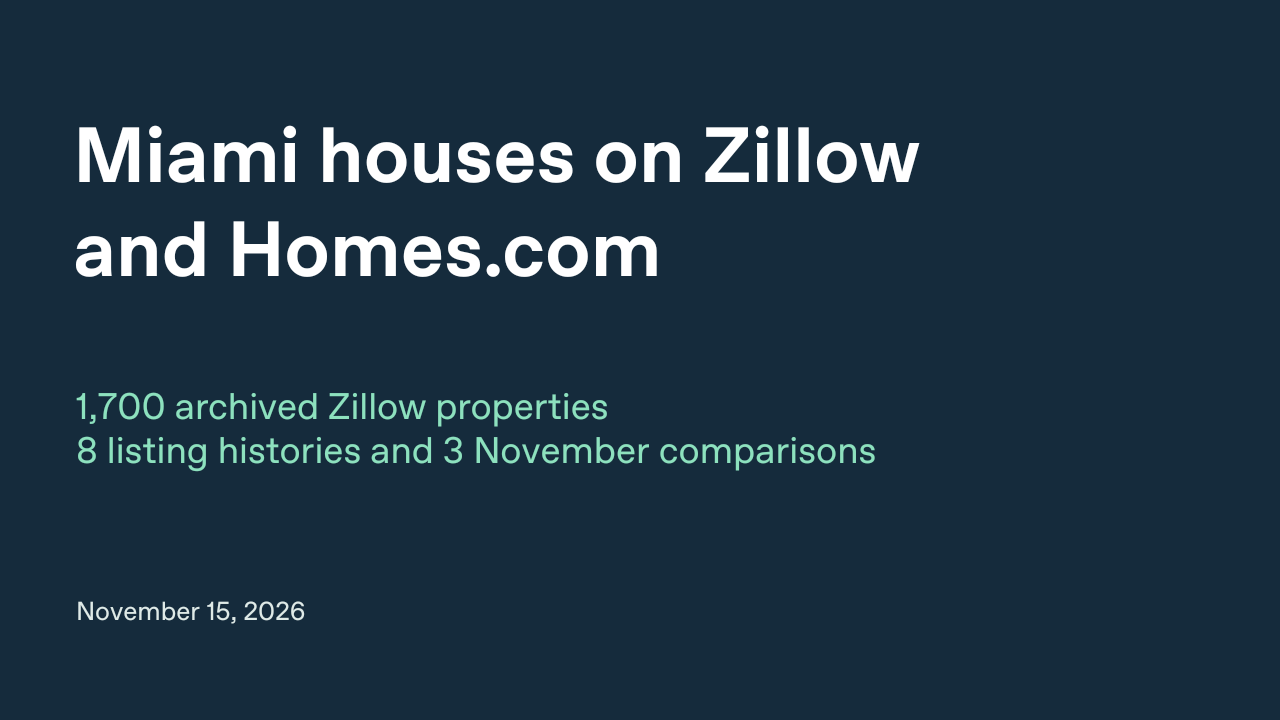 Miami houses on Zillow
and Homes.com
1,700 archived Zillow properties
8 listing histories and 3 November comparisons
November 15, 2026